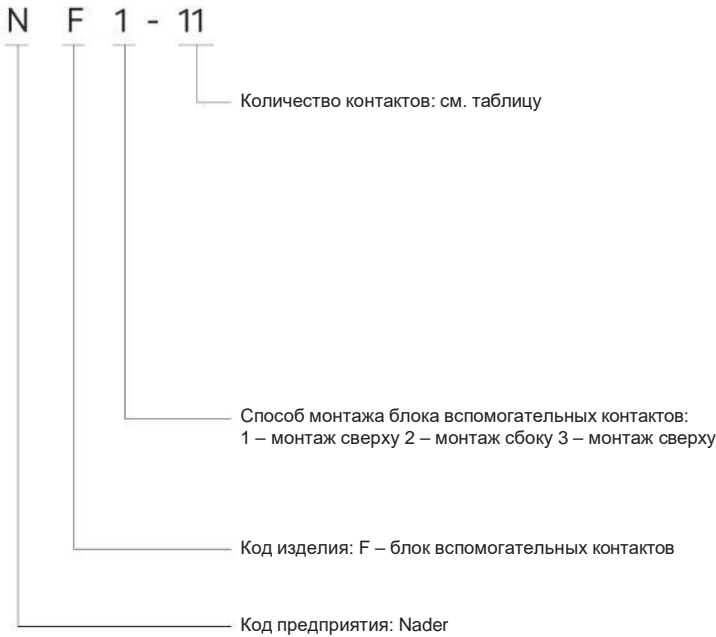 N F 1 - 11
Количество контактов: см. таблицу
Способ монтажа блока вспомогательных контактов:
1 – монтаж сверху 2 – монтаж сбоку 3 – монтаж сверху
Код изделия: F – блок вспомогательных контактов
Код предприятия: Nader